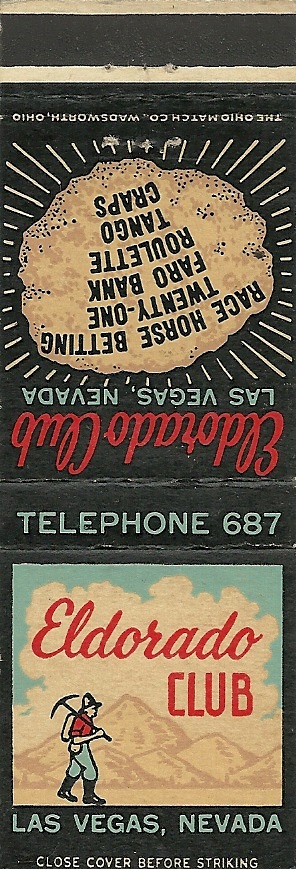 Eldorado Club
LAS VEGAS, NEVADA
RACE HORSE BETTING
TWENTY-ONE
FARO BANK
ROULETTE
TANGO
CRAPS
THE OHIO MATCH CO., WADSWORTH, OHIO
TELEPHONE 687
Eldorado
CLUB
LAS VEGAS, NEVADA
CLOSE COVER BEFORE STRIKING